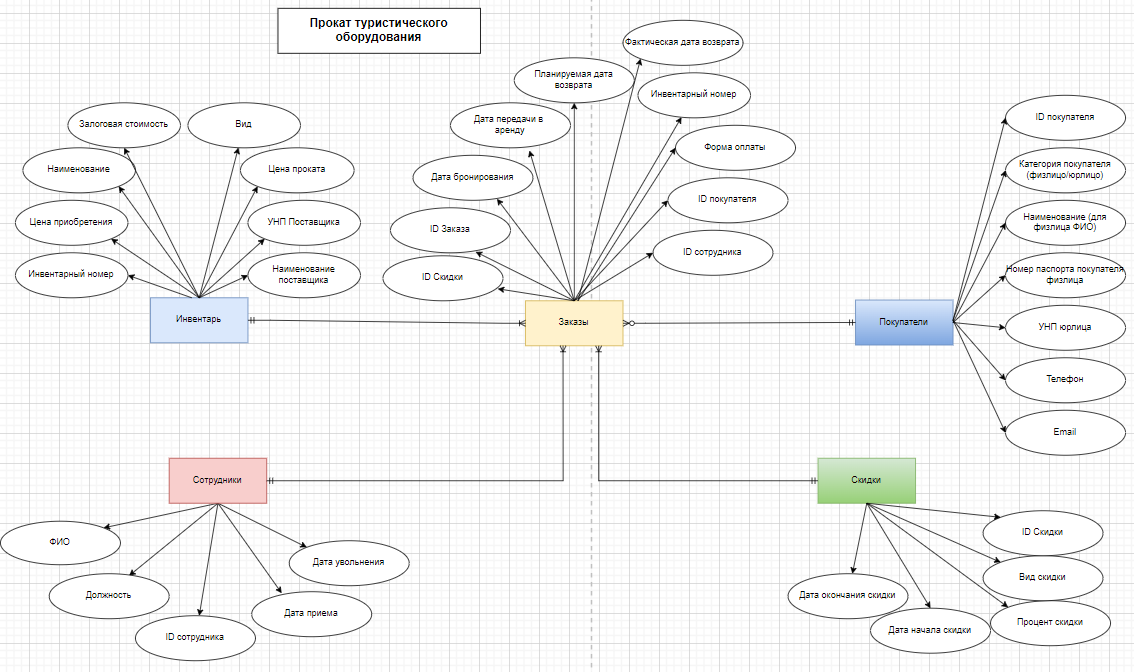 Прокат туристического
оборудования
Фактическая дата возврата
Планируемая дата
возврата
Инвентарный номер
Дата передачи в
аренду
Форма оплаты
Дата бронирования
ID покупателя
ID Заказа
ID сотрудника
ID Скидки
Заказы
Залоговая стоимость
Вид
Наименование
Цена проката
Цена приобретения
УНП Поставщика
Инвентарный номер
Наименование
поставщика
Инвентарь
ID покупателя
Категория покупателя
(физлицо/юрлицо)
Наименование (для
физлица ФИО)
Номер паспорта покупателя
физлица
УНП юрлица
Телефон
Email
Покупатели
Сотрудники
ФИО
Должность
ID сотрудника
Дата приема
Дата увольнения
Скидки
ID Скидки
Вид скидки
Процент скидки
Дата начала скидки
Дата окончания скидки